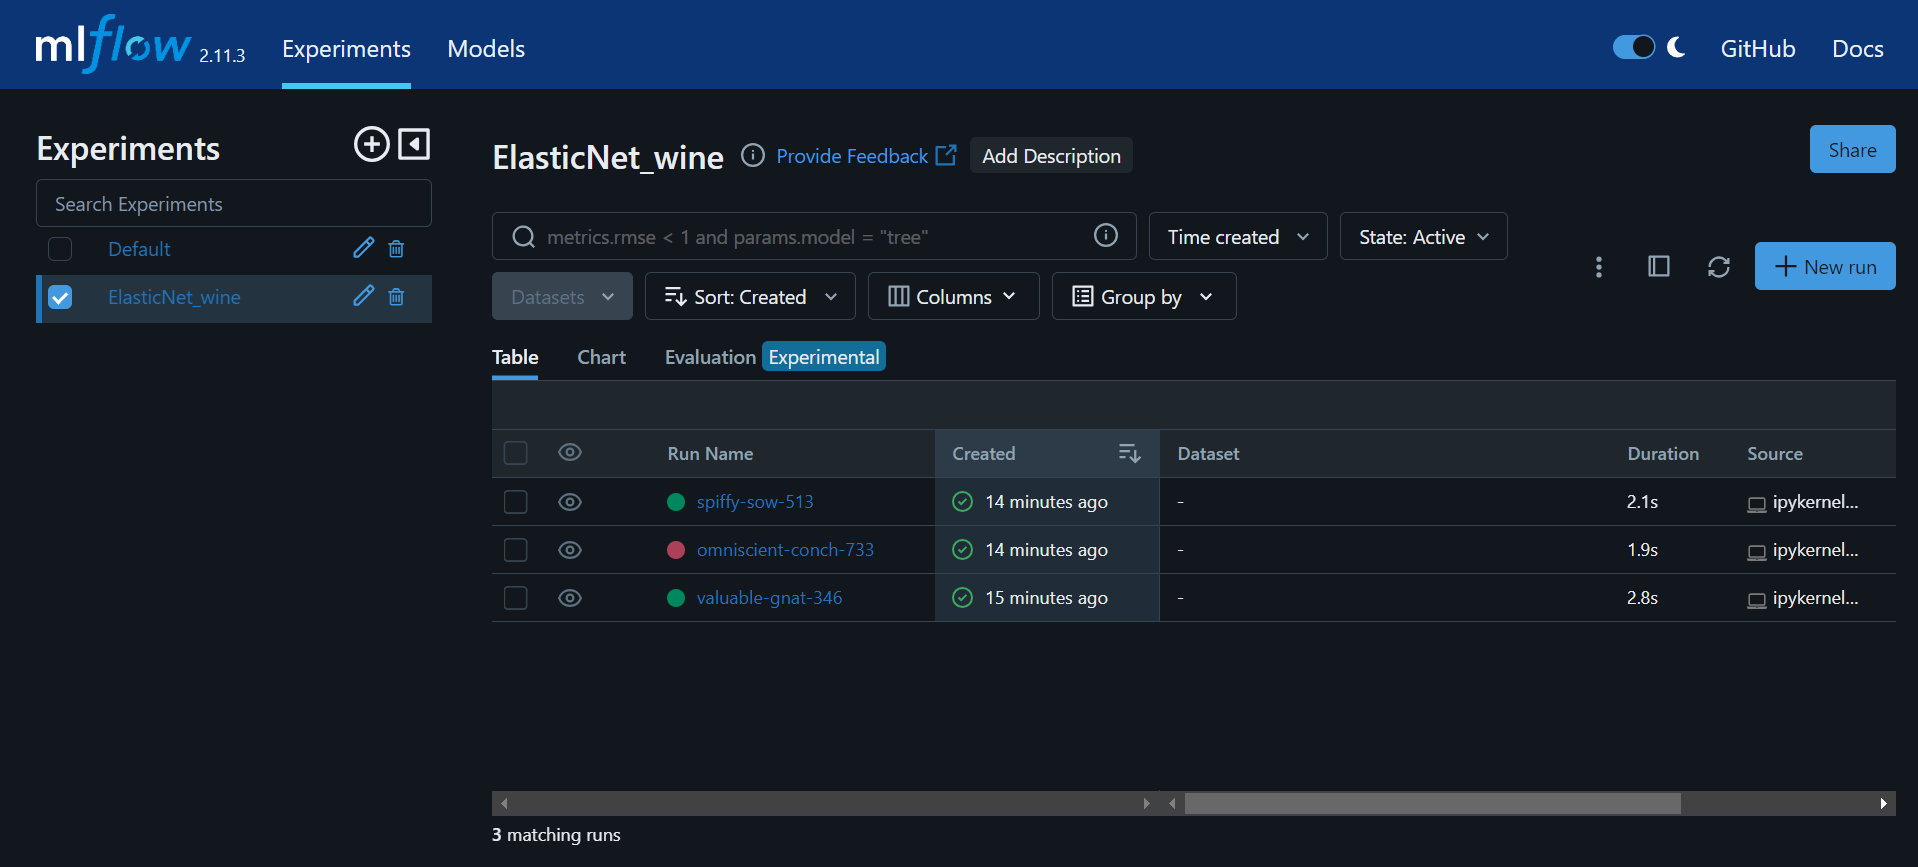 mlflow 2.11.3 Experiments Models GitHub Docs
Experiments
Search Experiments
Default
ElasticNet_wine
ElasticNet_wine Provide Feedback Add Description Share
metrics.rmse < 1 and params.model = "tree" Time created State: Active
Datasets Sort: Created Columns Group by New run
Table Chart Evaluation Experimental
Run Name Created Dataset Duration Source
spiffy-sow-513 14 minutes ago - 2.1s ipykernel...
omniscient-conch-733 14 minutes ago - 1.9s ipykernel...
valuable-gnat-346 15 minutes ago - 2.8s ipykernel...
3 matching runs